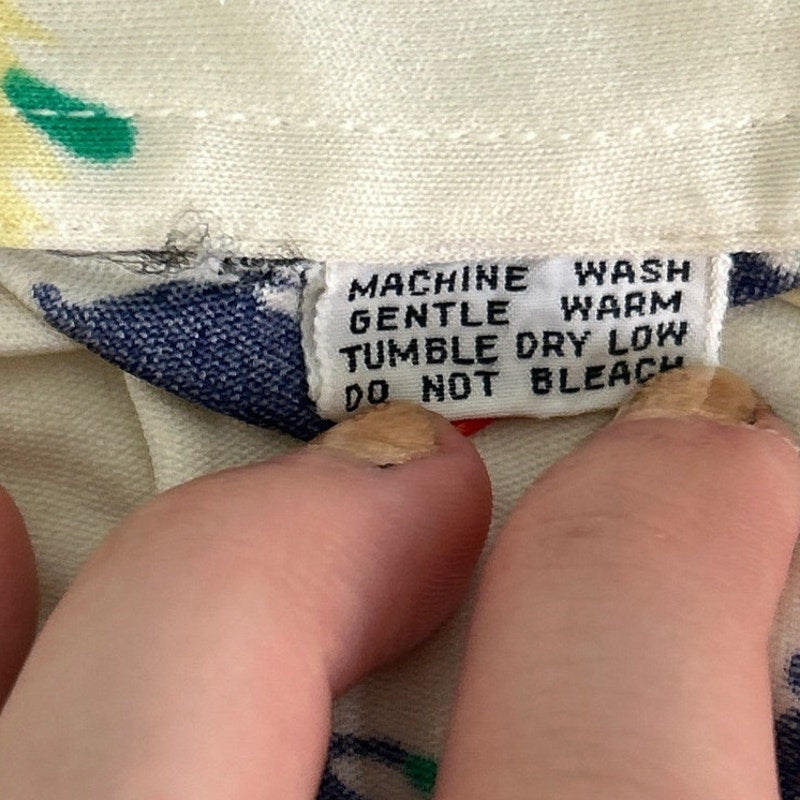 MACHINE WASH
GENTLE WARM
TUMBLE DRY LOW
DO NOT BLEACH